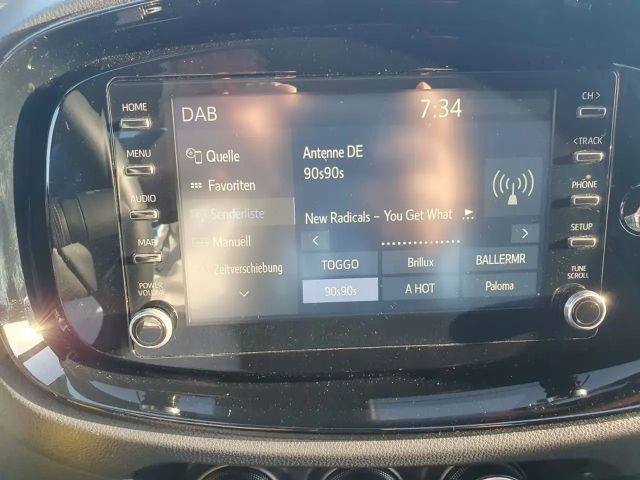 HOME
MENU
AUDIO
MAP
POWER
VOLUME
DAB
7:34
Quelle
Favoriten
Senderliste
Manuell
Zeitverschiebung
Antenne DE
90s90s
New Radicals – You Get What
TOGGO
Brillux
BALLERMR
90s90s
A HOT
Paloma
CH >
< TRACK
PHONE
SETUP
TUNE
SCROLL